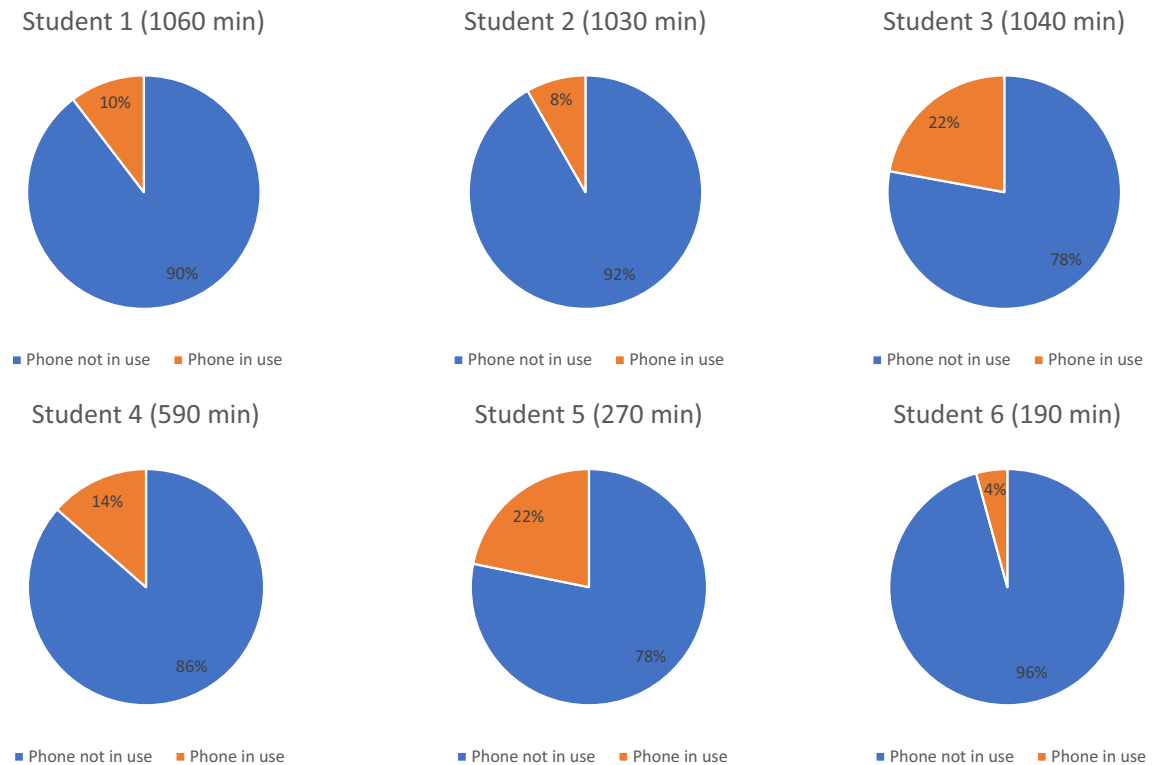 Student 1 (1060 min)
10%
90%
Phone not in use Phone in use
Student 2 (1030 min)
8%
92%
Phone not in use Phone in use
Student 3 (1040 min)
22%
78%
Phone not in use Phone in use
Student 4 (590 min)
14%
86%
Phone not in use Phone in use
Student 5 (270 min)
22%
78%
Phone not in use Phone in use
Student 6 (190 min)
4%
96%
Phone not in use Phone in use